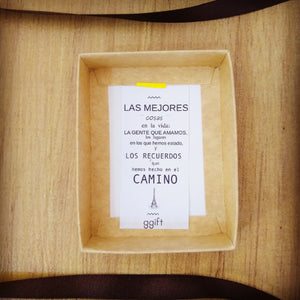 LAS MEJORES
cosas
en la vida:
LA GENTE QUE AMAMOS,
los lugares
en los que hemos estado,
y
LOS RECUERDOS
que
hemos hecho en el
CAMINO
ggift